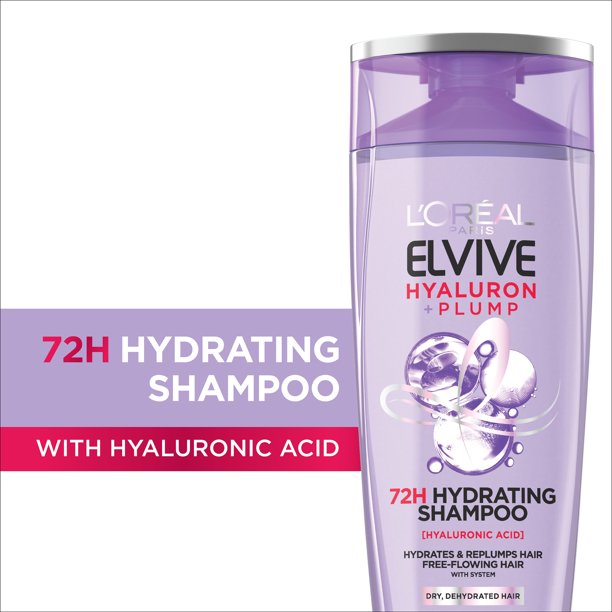 72H HYDRATING
SHAMPOO
WITH HYALURONIC ACID
L'ORÉAL
PARIS
ELVIVE
HYALURON
+ PLUMP
72H HYDRATING
SHAMPOO
[HYALURONIC ACID]
HYDRATES & REPLUMPS HAIR
FREE-FLOWING HAIR
WITH SYSTEM
DRY, DEHYDRATED HAIR